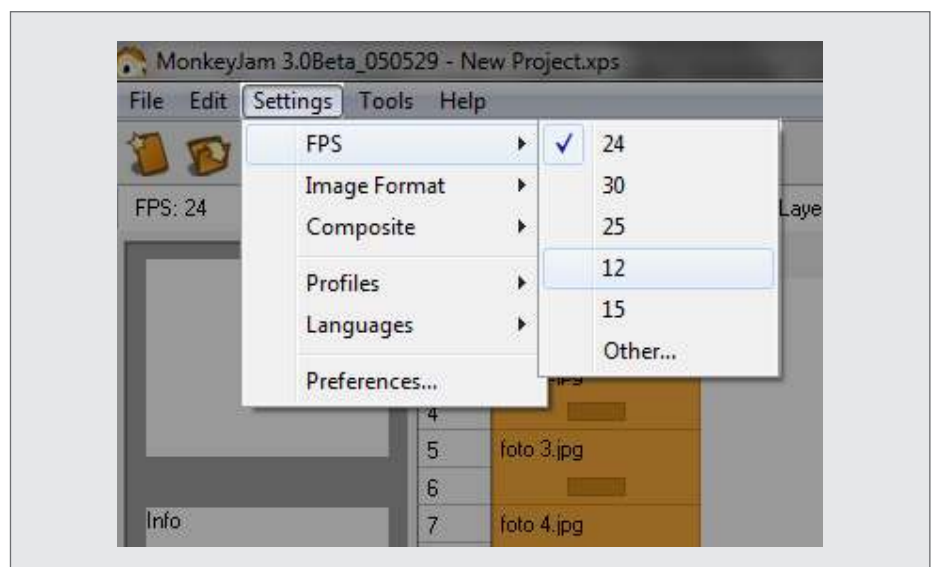 MonkeyJam 3.0Beta_050529 - New Project.xps
File Edit Settings Tools Help
FPS: 24
FPS
Image Format
Composite
Profiles
Languages
Preferences...
24
30
25
12
15
Other...
4
5 foto 3.jpg
6
7 foto 4.jpg
Info